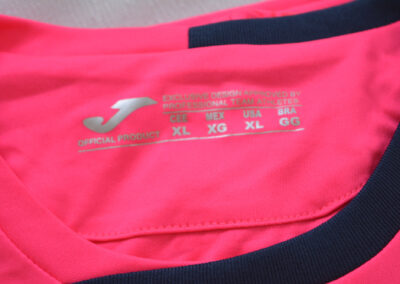 EXCLUSIVE DESIGN APPROVED BY
PROFESSIONAL TEAM ATHLETES
CEE MEX USA BRA
XL XG XL GG
OFFICIAL PRODUCT